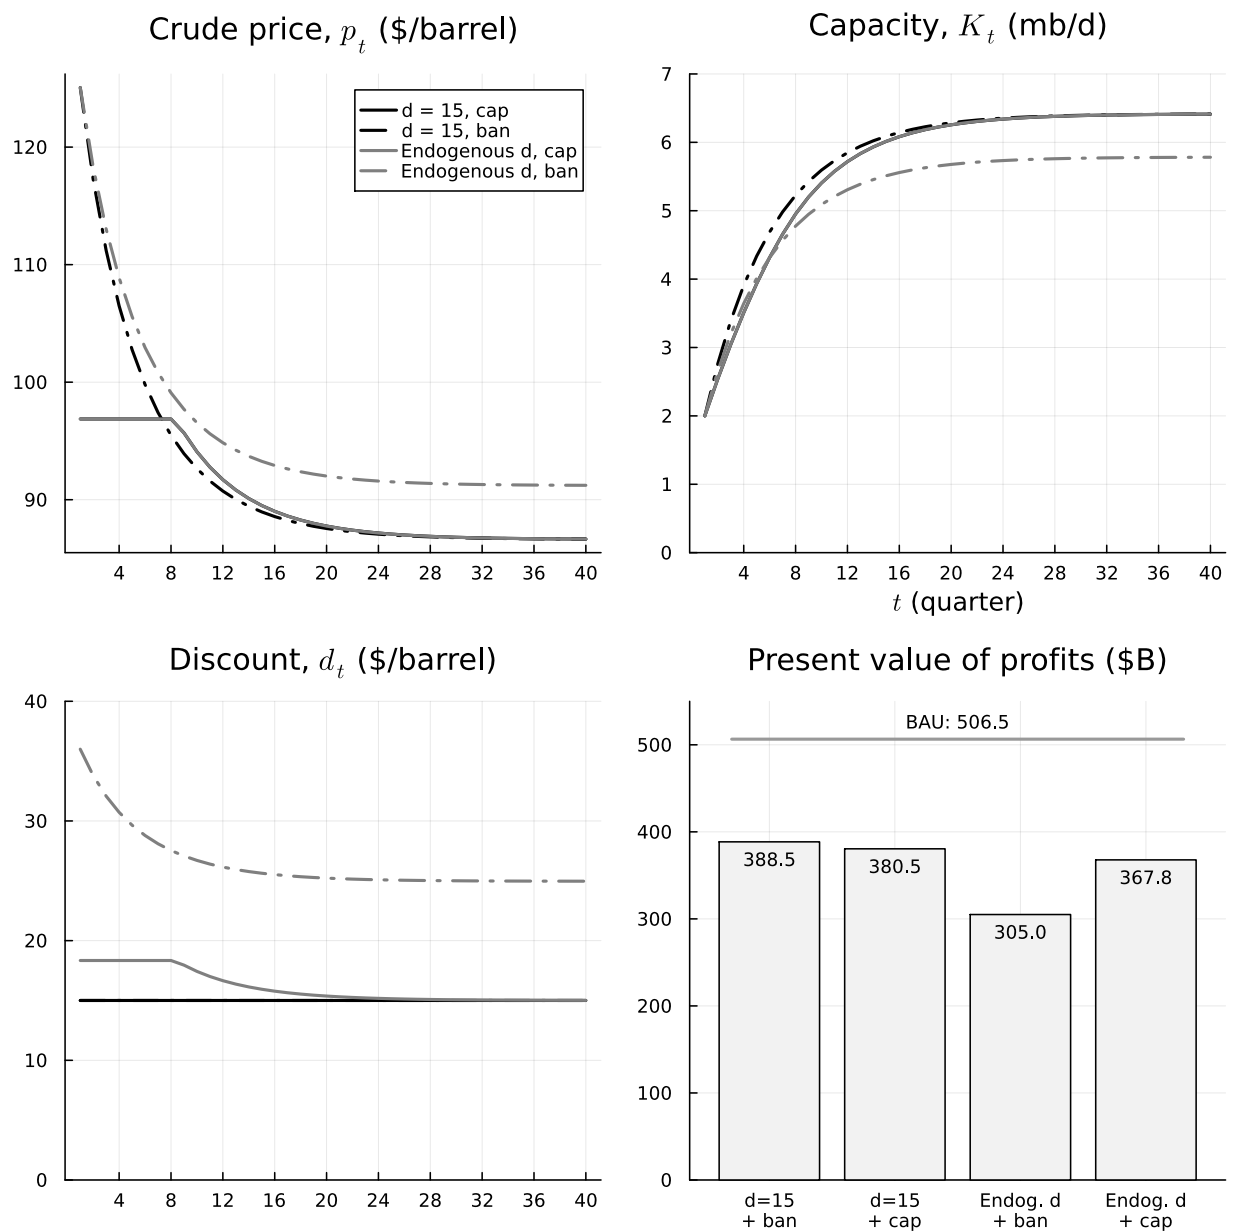 Crude price, p_t ($/barrel)
120
110
100
90
4 8 12 16 20 24 28 32 36 40
d = 15, cap
d = 15, ban
Endogenous d, cap
Endogenous d, ban
Capacity, K_t (mb/d)
7
6
5
4
3
2
1
0
4 8 12 16 20 24 28 32 36 40
t (quarter)
Discount, d_t ($/barrel)
40
30
20
10
0
4 8 12 16 20 24 28 32 36 40
Present value of profits ($B)
500
400
300
200
100
0
BAU: 506.5
388.5
380.5
305.0
367.8
d=15
+ ban
d=15
+ cap
Endog. d
+ ban
Endog. d
+ cap